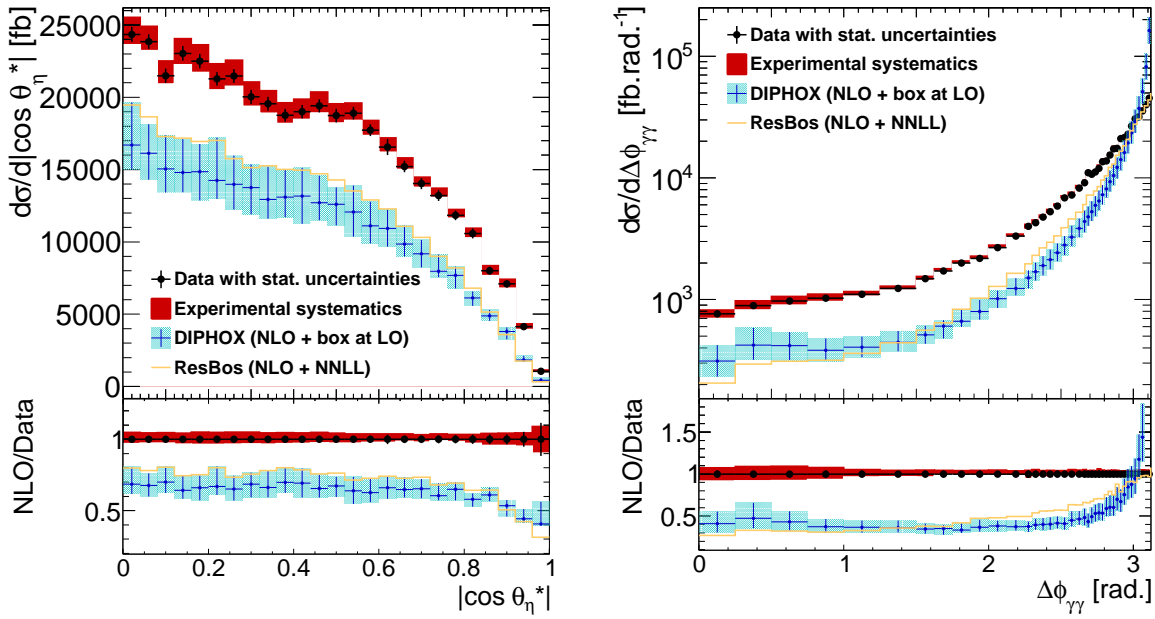 dσ/d|cos θη*| [fb]
25000
20000
15000
10000
5000
0
Data with stat. uncertainties
Experimental systematics
DIPHOX (NLO + box at LO)
ResBos (NLO + NNLL)
NLO/Data
1
0.5
0 0.2 0.4 0.6 0.8 1
|cos θη*|
dσ/dΔϕγγ [fb.rad.⁻¹]
10⁵
10⁴
10³
Data with stat. uncertainties
Experimental systematics
DIPHOX (NLO + box at LO)
ResBos (NLO + NNLL)
NLO/Data
1.5
1
0.5
0 1 2 3
Δϕγγ [rad.]